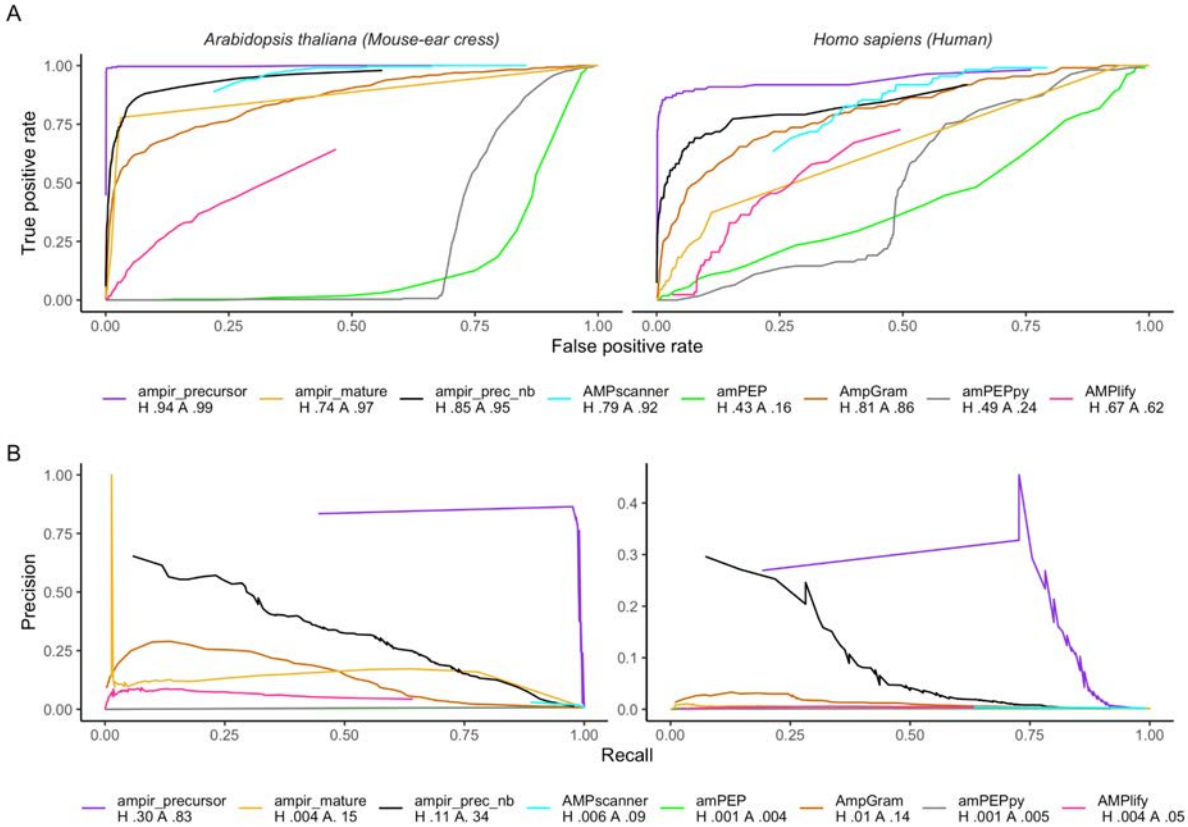 A
Arabidopsis thaliana (Mouse-ear cress)
Homo sapiens (Human)
True positive rate
1.00
0.75
0.50
0.25
0.00
0.00 0.25 0.50 0.75 1.00
0.00 0.25 0.50 0.75 1.00
False positive rate
ampir_precursor ampir_mature ampir_prec_nb AMPscanner amPEP AmpGram amPEPpy AMPlify
H .94 A .99 H .74 A .97 H .85 A .95 H .79 A .92 H .43 A .16 H .81 A .86 H .49 A .24 H .67 A .62
B
Precision
1.00
0.75
0.50
0.25
0.00
0.4
0.3
0.2
0.1
0.0
0.00 0.25 0.50 0.75 1.00
0.00 0.25 0.50 0.75 1.00
Recall
ampir_precursor ampir_mature ampir_prec_nb AMPscanner amPEP AmpGram amPEPpy AMPlify
H .30 A .83 H .004 A. 15 H .11 A. 34 H .006 A .09 H .001 A .004 H .01 A .14 H .001 A .005 H .004 A .05